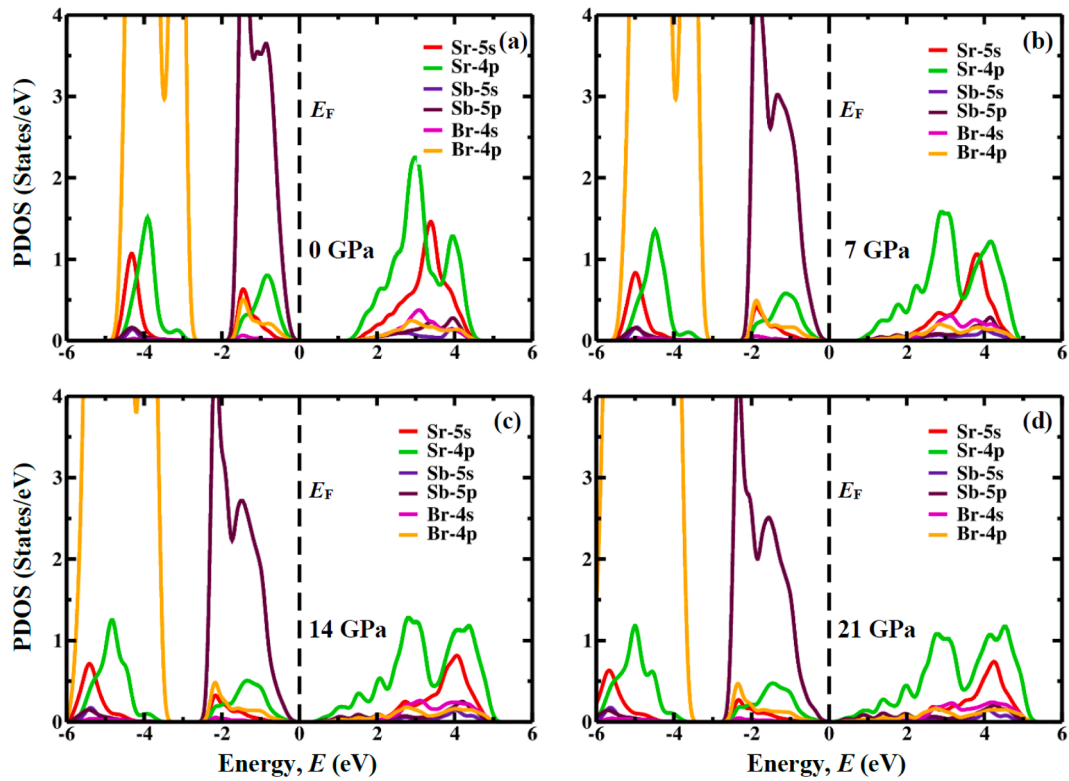 PDOS (States/eV)
4
3
2
1
0
(a)
Sr-5s
Sr-4p
Sb-5s
Sb-5p
Br-4s
Br-4p
EF
0 GPa
-6 -4 -2 0 2 4 6
4
3
2
1
0
(b)
Sr-5s
Sr-4p
Sb-5s
Sb-5p
Br-4s
Br-4p
EF
7 GPa
-6 -4 -2 0 2 4 6
PDOS (States/eV)
4
3
2
1
0
(c)
Sr-5s
Sr-4p
Sb-5s
Sb-5p
Br-4s
Br-4p
EF
14 GPa
-6 -4 -2 0 2 4 6
Energy, E (eV)
4
3
2
1
0
(d)
Sr-5s
Sr-4p
Sb-5s
Sb-5p
Br-4s
Br-4p
EF
21 GPa
-6 -4 -2 0 2 4 6
Energy, E (eV)